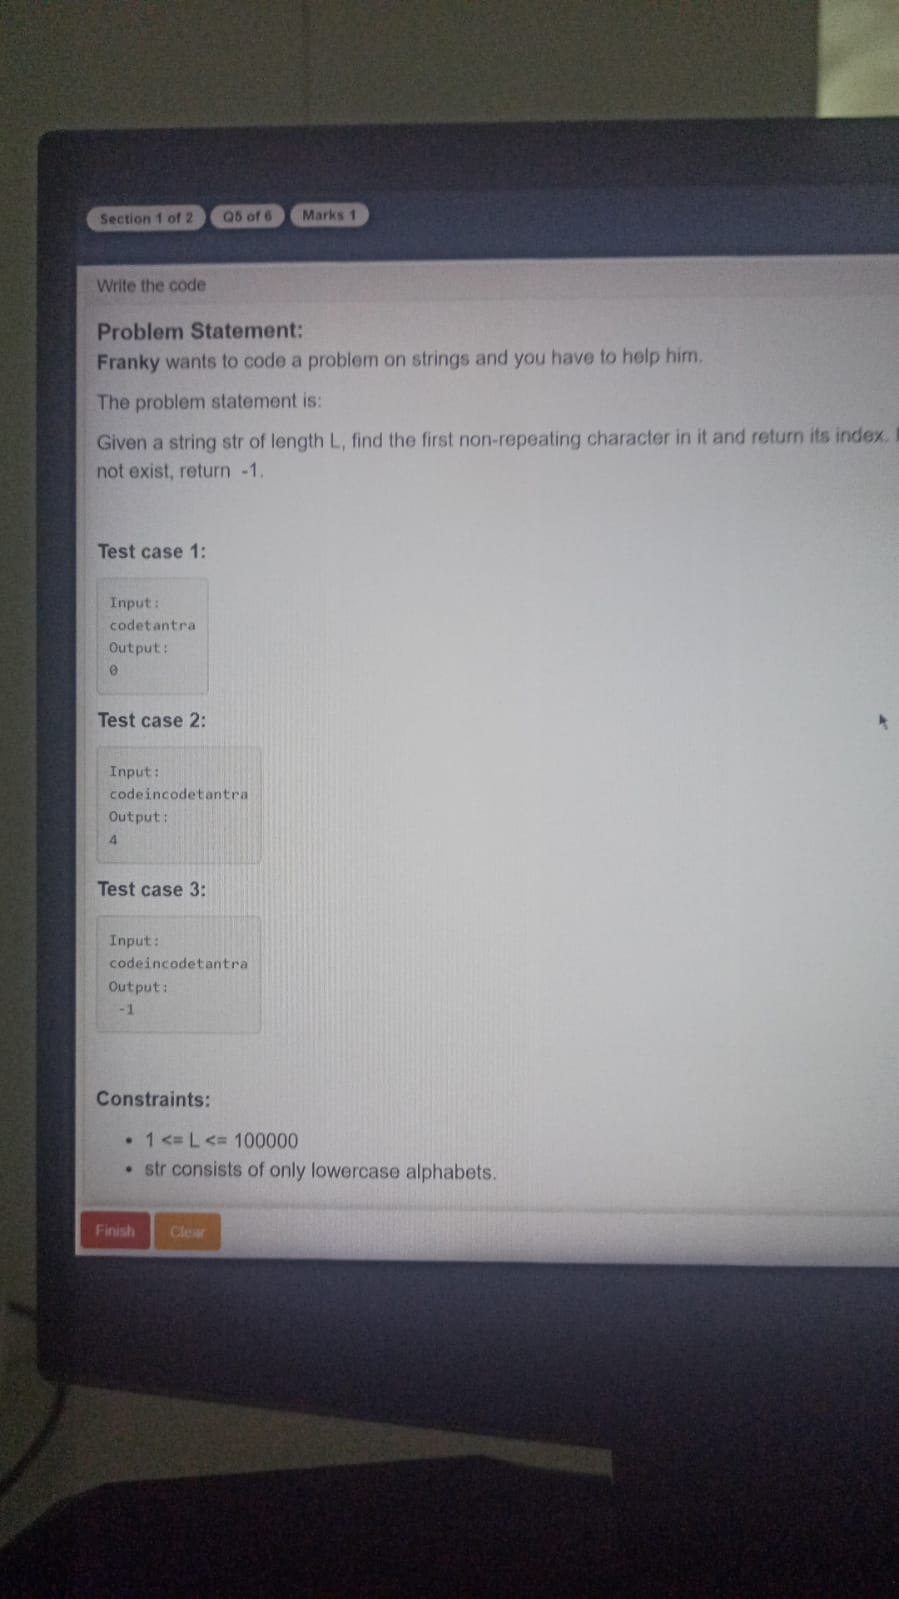 Section 1 of 2 Q5 of 6 Marks 1
Write the code
Problem Statement:
Franky wants to code a problem on strings and you have to help him.
The problem statement is:
Given a string str of length L, find the first non-repeating character in it and return its index.
not exist, return -1.
Test case 1:
Input:
codetantra
Output:
0
Test case 2:
Input:
codeincodetantra
Output:
4
Test case 3:
Input:
codeincodetantra
Output:
-1
Constraints:
• 1 <= L <= 100000
• str consists of only lowercase alphabets.
Finish Clear